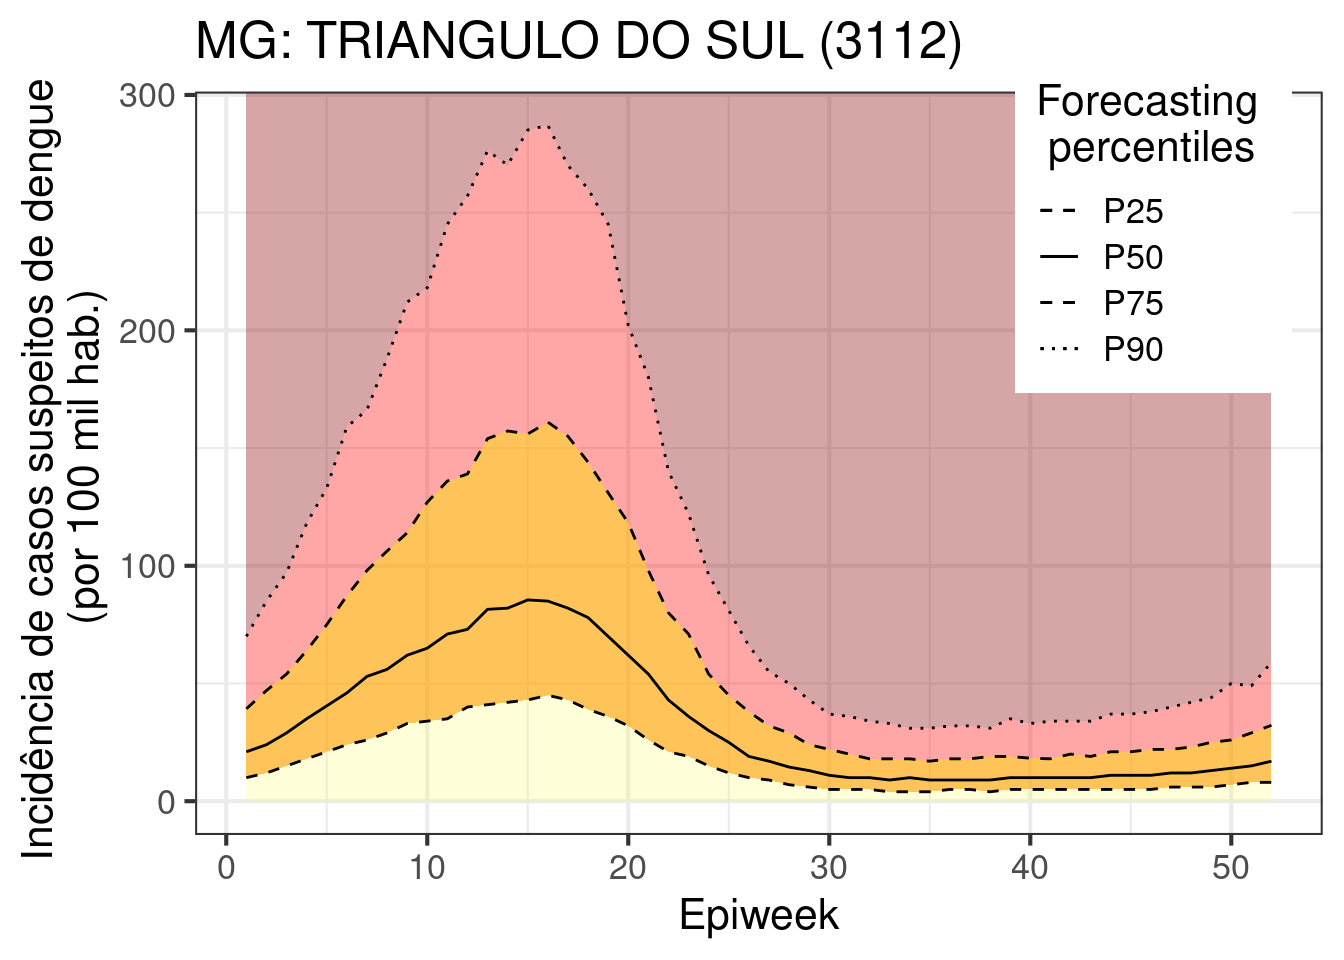 MG: TRIANGULO DO SUL (3112)
Incidência de casos suspeitos de dengue
(por 100 mil hab.)
300
200
100
0
Forecasting
percentiles
P25
P50
P75
P90
0 10 20 30 40 50
Epiweek